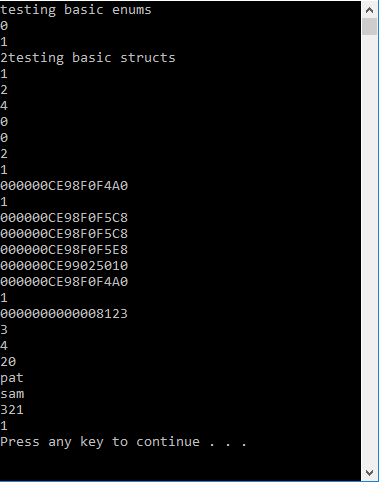 testing basic enums
0
1
2testing basic structs
1
2
4
0
0
2
1
000000CE98F0F4A0
1
000000CE98F0F5C8
000000CE98F0F5C8
000000CE98F0F5E8
000000CE99025010
000000CE98F0F4A0
1
0000000000008123
3
4
20
pat
sam
321
1
Press any key to continue . . .